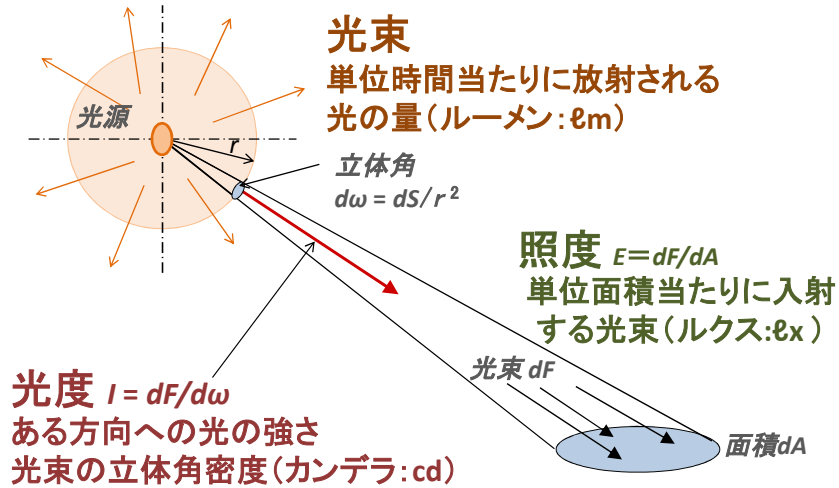 光束
単位時間当たりに放射される
光の量（ルーメン：ℓm）
光源
r
立体角
dω = dS/r ²
照度 E＝dF/dA
単位面積当たりに入射
する光束（ルクス:ℓx ）
光束 dF
光度 I = dF/dω
ある方向への光の強さ
光束の立体角密度（カンデラ：cd）
面積dA